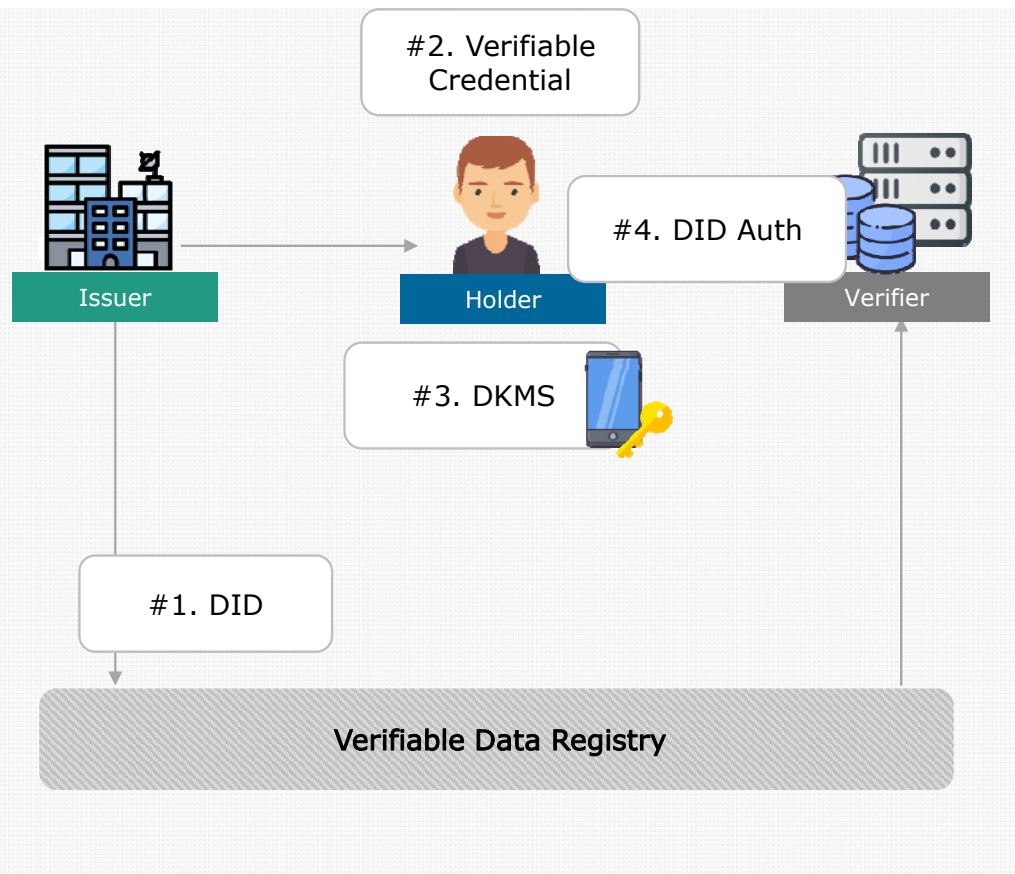 #2. Verifiable
Credential
#4. DID Auth
Issuer
Holder
Verifier
#3. DKMS
#1. DID
Verifiable Data Registry